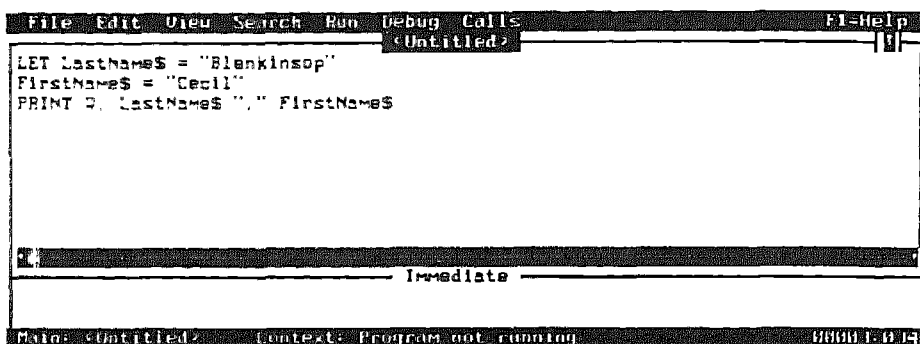 File Edit View Search Run Debug Calls F1=Help
<Untitled>
LET LastName$ = "Blenkinsop"
FirstName$ = "Cecil"
PRINT LastName$ "," FirstName$
Immediate
Main: <Untitled> Context: Program not running